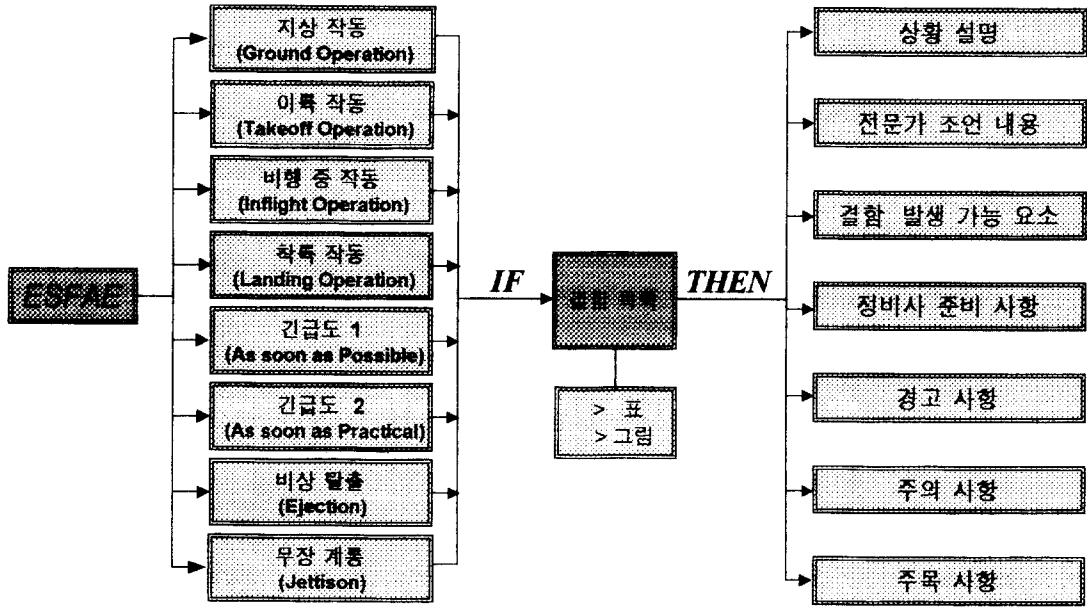 ESFAE
지상 작동
(Ground Operation)
이륙 작동
(Takeoff Operation)
비행 중 작동
(Inflight Operation)
착륙 작동
(Landing Operation)
긴급도 1
(As soon as Possible)
긴급도 2
(As soon as Practical)
비상 탈출
(Ejection)
무장 계통
(Jettison)
IF
결함
> 표
> 그림
THEN
상황 설명
전문가 조언 내용
결함 발생 가능 요소
정비사 준비 사항
경고 사항
주의 사항
주목 사항